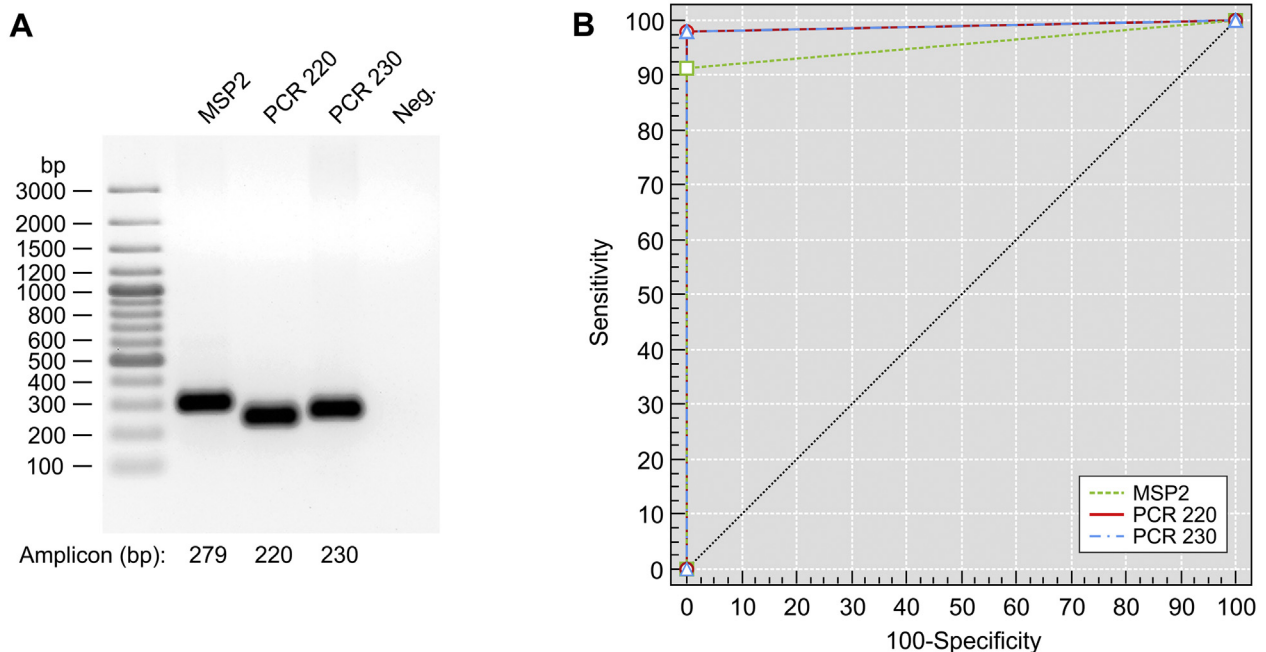 A
MSP2
PCR 220
PCR 230
Neg.
bp
3000
2000
1500
1200
1000
800
600
500
400
300
200
100
Amplicon (bp): 279 220 230
B
100
90
80
70
60
50
40
30
20
10
0
Sensitivity
MSP2
PCR 220
PCR 230
0 10 20 30 40 50 60 70 80 90 100
100-Specificity